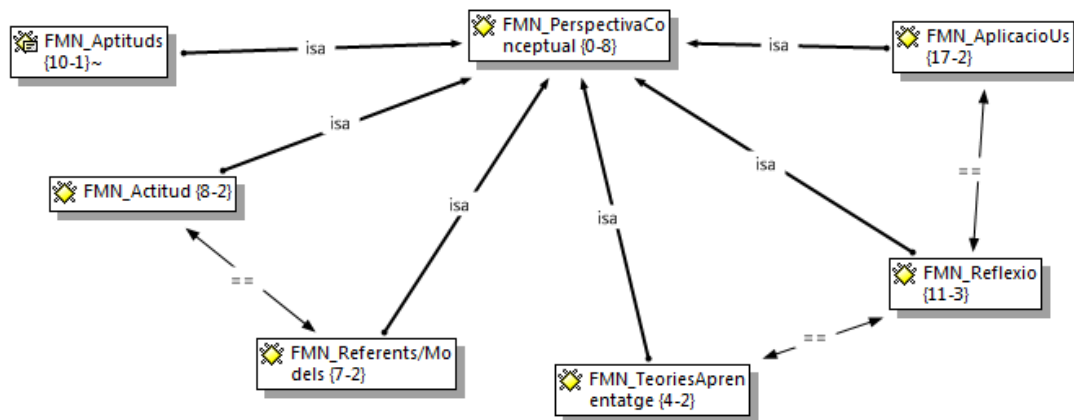 FMN_Aptituds
{10-1}~
isa
FMN_PerspectivaCo
nceptual {0-8}
isa
FMN_AplicacioUs
{17-2}
isa
isa
==
FMN_Actitud {8-2}
isa
isa
==
FMN_Reflexio
{11-3}
==
FMN_Referents/Mo
dels {7-2}
FMN_TeoriesApren
entatge {4-2}